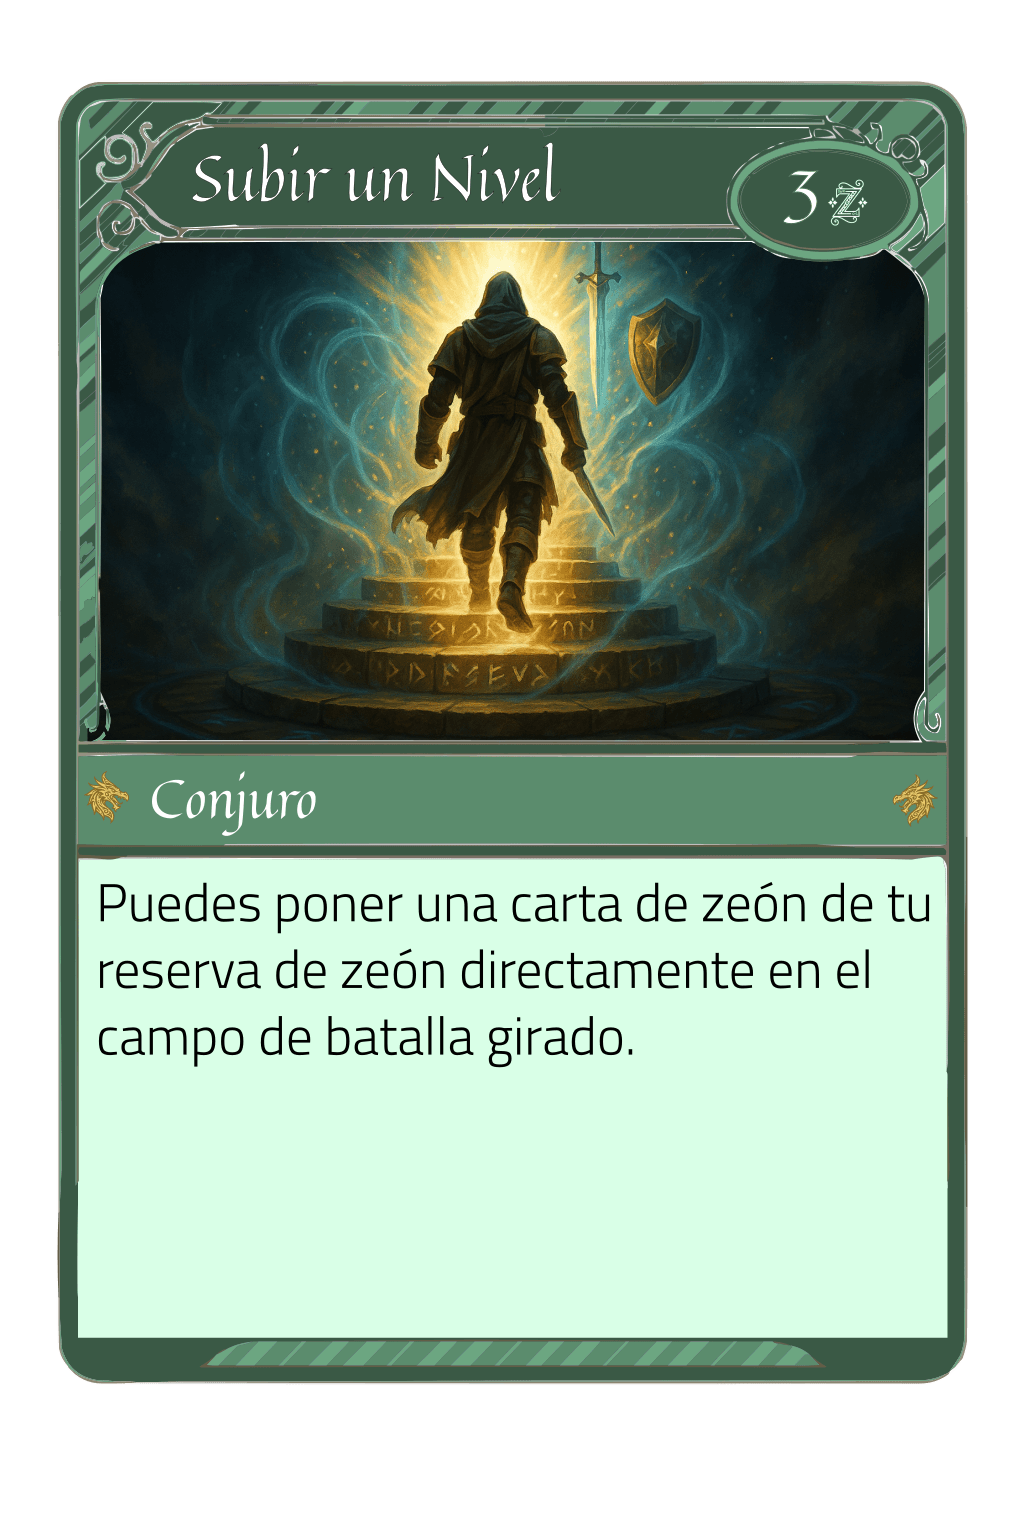 Subir un Nivel
3 Z
Conjuro
Puedes poner una carta de zeón de tu
reserva de zeón directamente en el
campo de batalla girado.